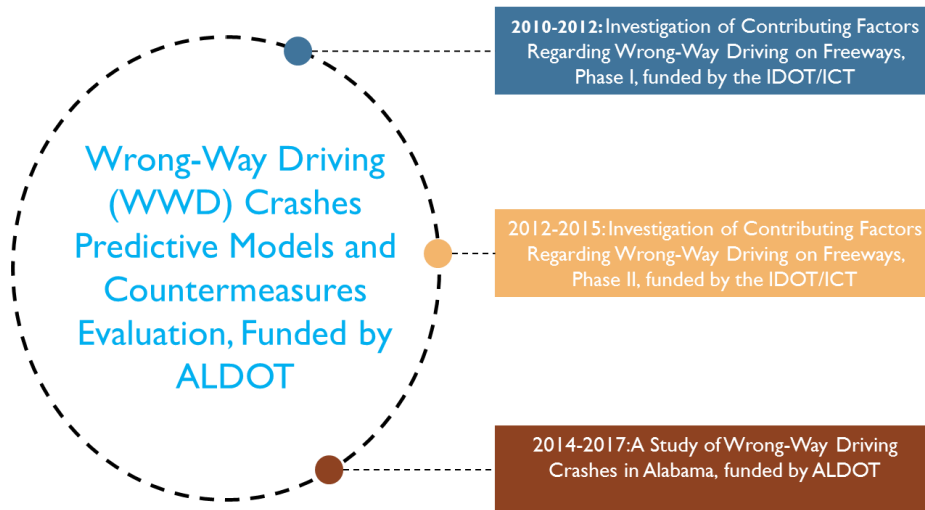 Wrong-Way Driving
(WWD) Crashes
Predictive Models and
Countermeasures
Evaluation, Funded by
ALDOT
2010-2012: Investigation of Contributing Factors
Regarding Wrong-Way Driving on Freeways,
Phase I, funded by the IDOT/ICT
2012-2015: Investigation of Contributing Factors
Regarding Wrong-Way Driving on Freeways,
Phase II, funded by the IDOT/ICT
2014-2017: A Study of Wrong-Way Driving
Crashes in Alabama, funded by ALDOT